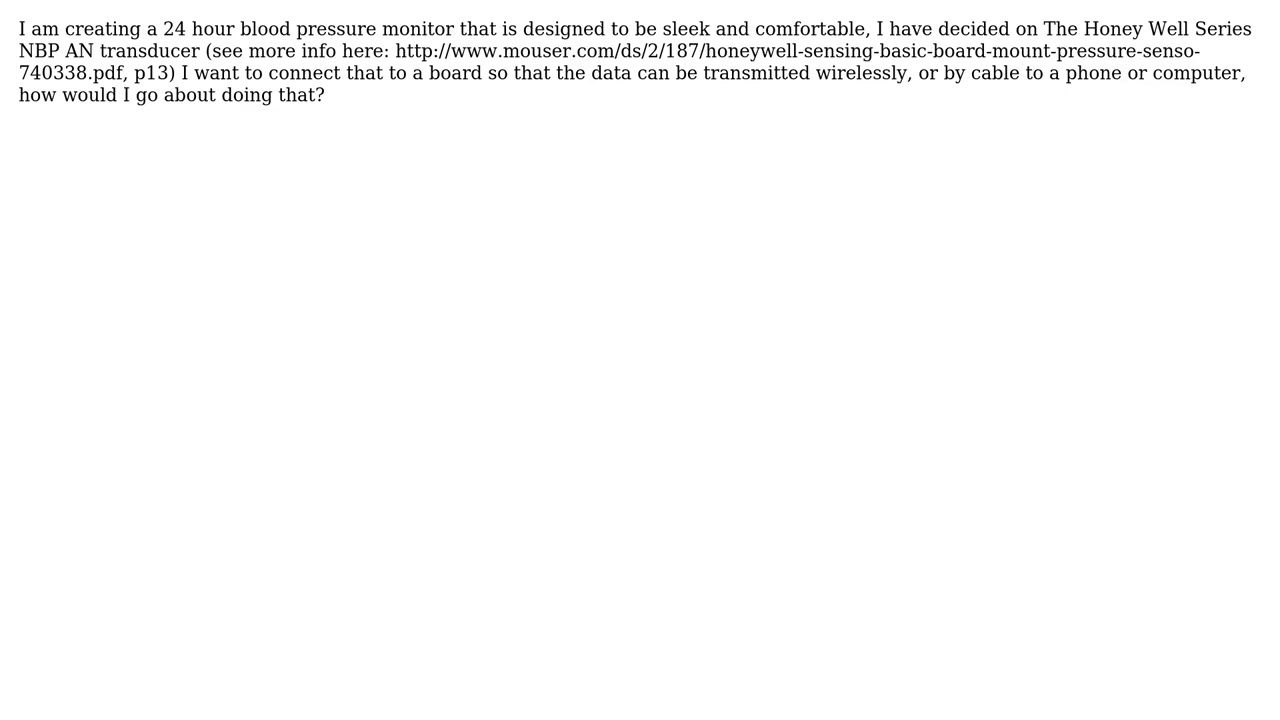 I am creating a 24 hour blood pressure monitor that is designed to be sleek and comfortable, I have decided on The Honey Well Series
NBP AN transducer (see more info here: http://www.mouser.com/ds/2/187/honeywell-sensing-basic-board-mount-pressure-senso-
740338.pdf, p13) I want to connect that to a board so that the data can be transmitted wirelessly, or by cable to a phone or computer,
how would I go about doing that?